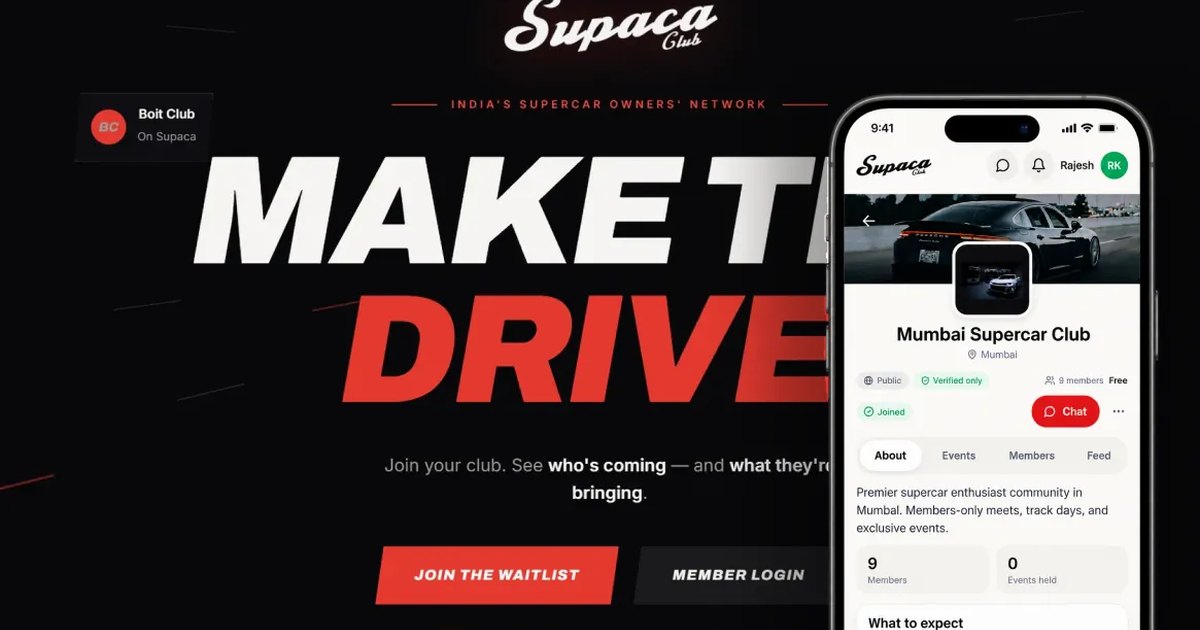 Supaca
Club
INDIA'S SUPERCAR OWNERS' NETWORK
BC
Boit Club
On Supaca
MAKE T
DRIVE
Join your club. See who's coming — and what they're
bringing.
JOIN THE WAITLIST
MEMBER LOGIN
9:41
Supaca
Club
Rajesh
RK
PORSCHE
Mumbai Supercar Club
Mumbai
Public
Verified only
9 members
Free
Joined
Chat
About
Events
Members
Feed
Premier supercar enthusiast community in
Mumbai. Members-only meets, track days, and
exclusive events.
9
Members
0
Events held
What to expect